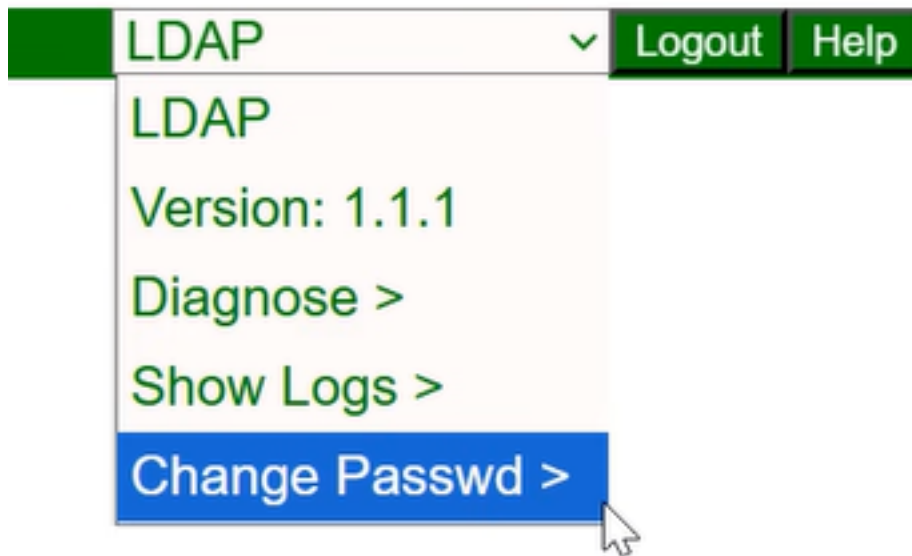 LDAP Logout Help
LDAP
Version: 1.1.1
Diagnose >
Show Logs >
Change Passwd >